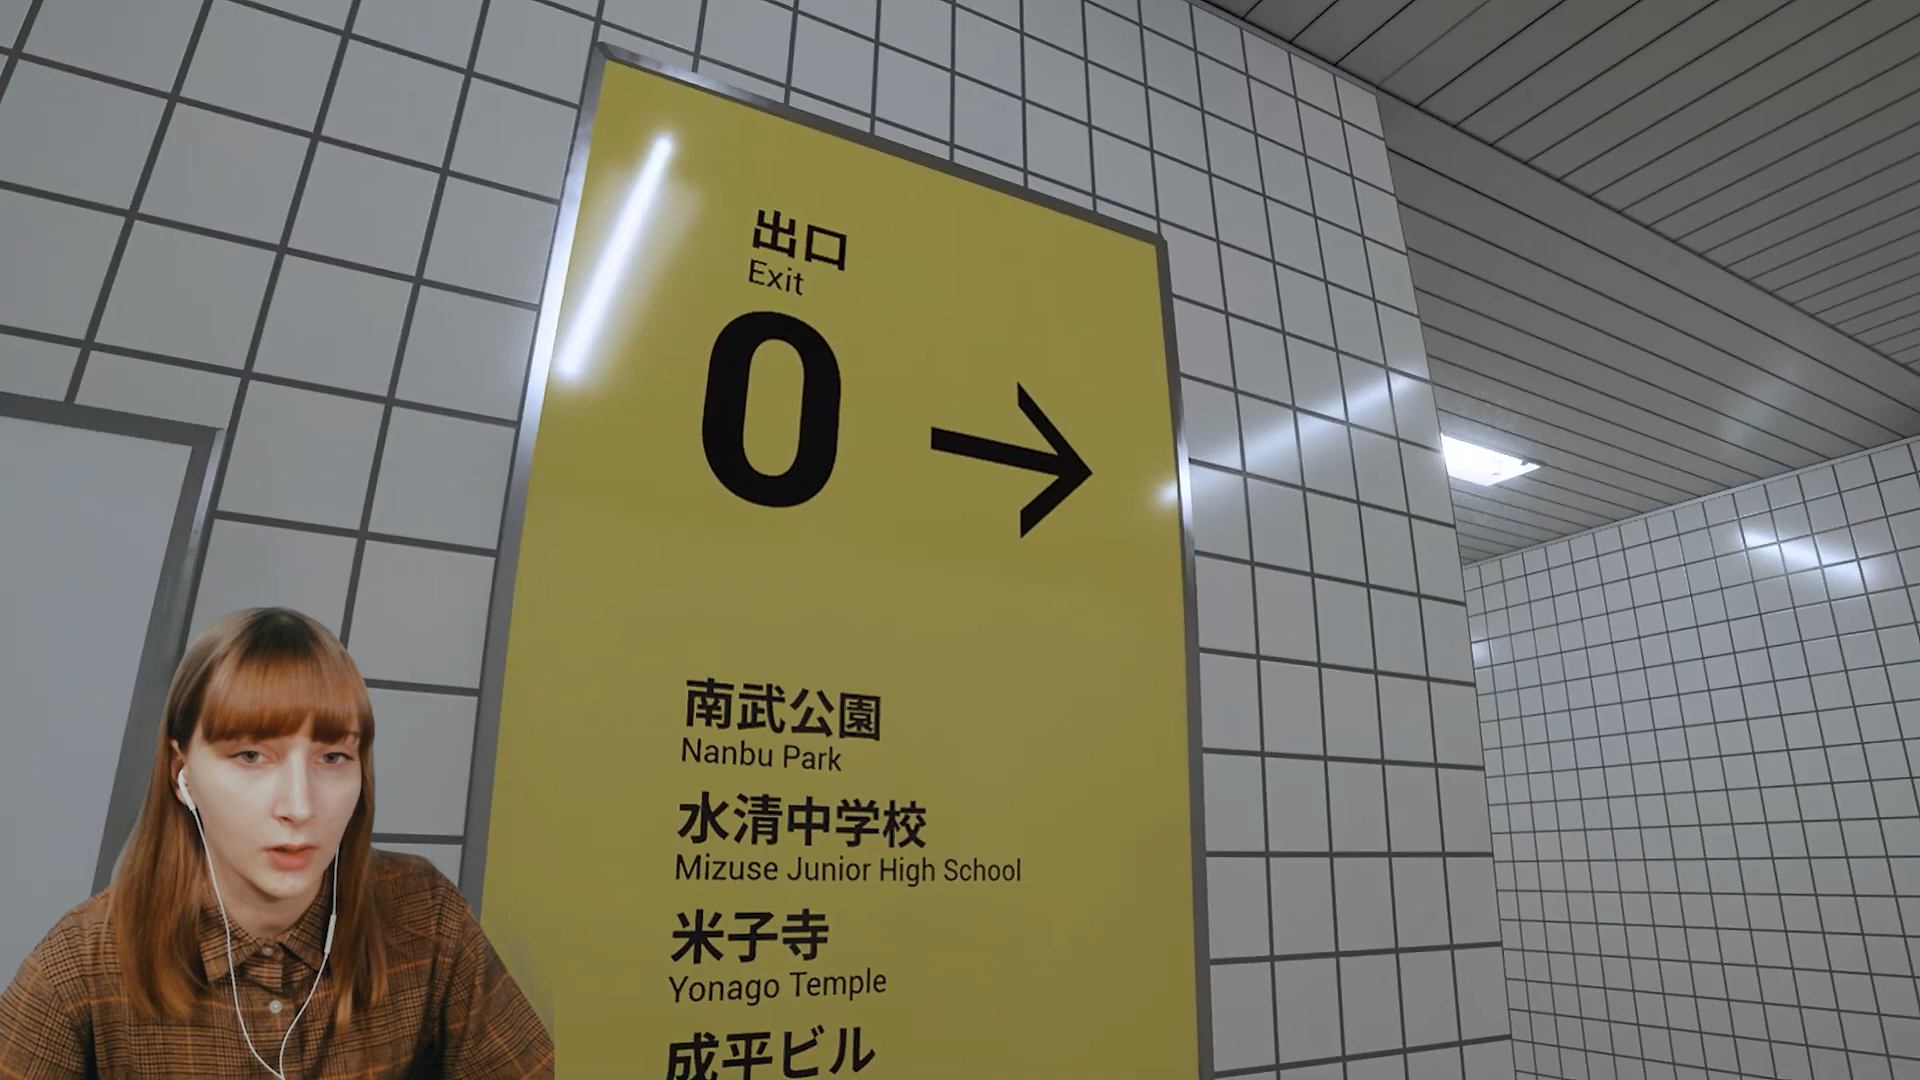 出口
Exit
0
南武公園
Nanbu Park
水清中学校
Mizuse Junior High School
米子寺
Yonago Temple
成平ビル